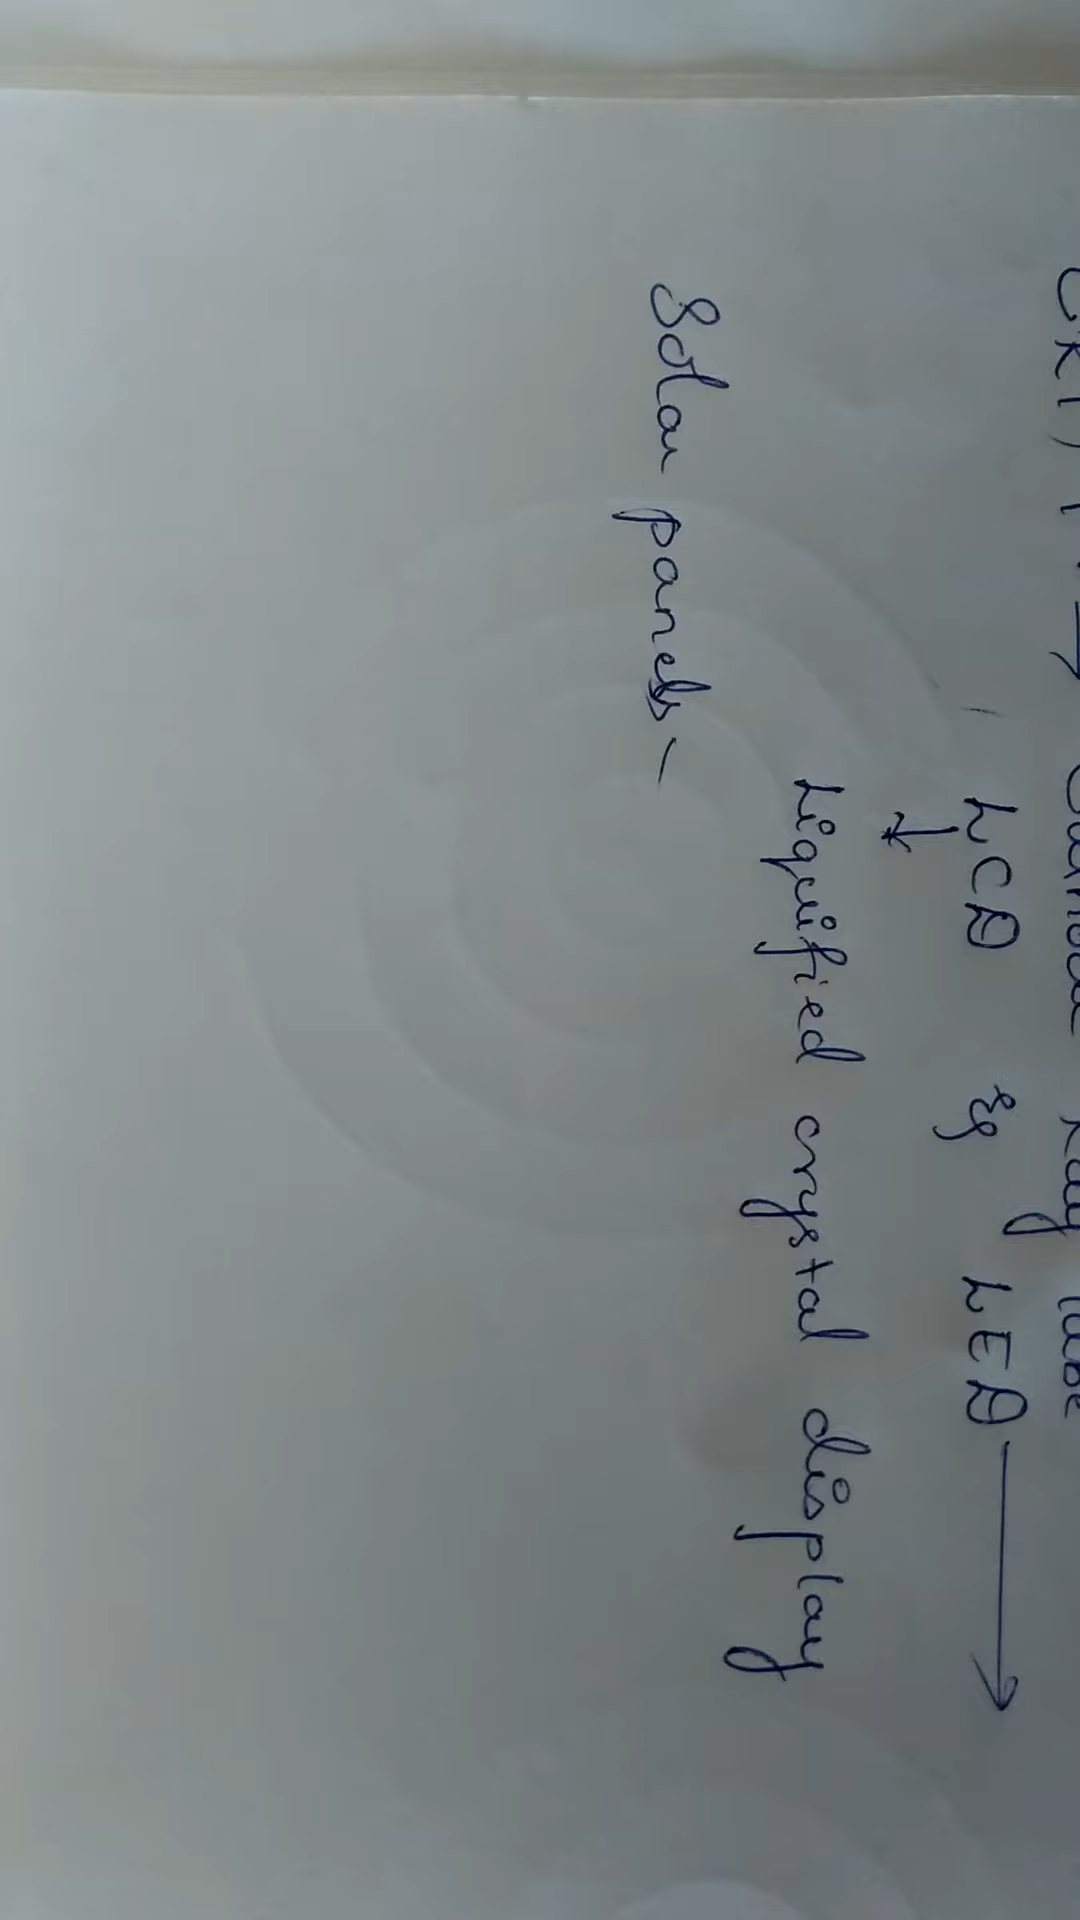 LCD & LED →
↓
Liquified crystal display
Solar panels -